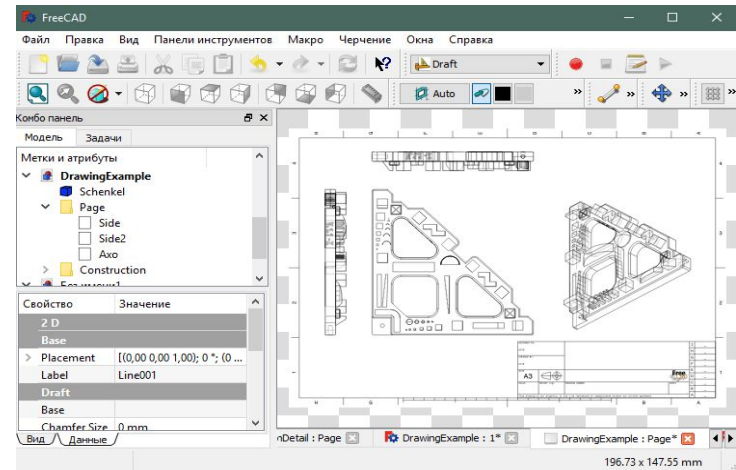 FreeCAD
Файл Правка Вид Панели инструментов Макро Черчение Окна Справка
Draft
Auto
Комбо панель
Модель Задачи
Метки и атрибуты
DrawingExample
Schenkel
Page
Side
Side2
Axo
Construction
Свойство Значение
2 D
Base
Placement [(0,00 0,00 1,00); 0 °; (0 ...
Label Line001
Draft
Base
Chamfer Size 0 mm
Вид Данные
nDetail : Page DrawingExample : 1* DrawingExample : Page*
A3
Free
196.73 x 147.55 mm